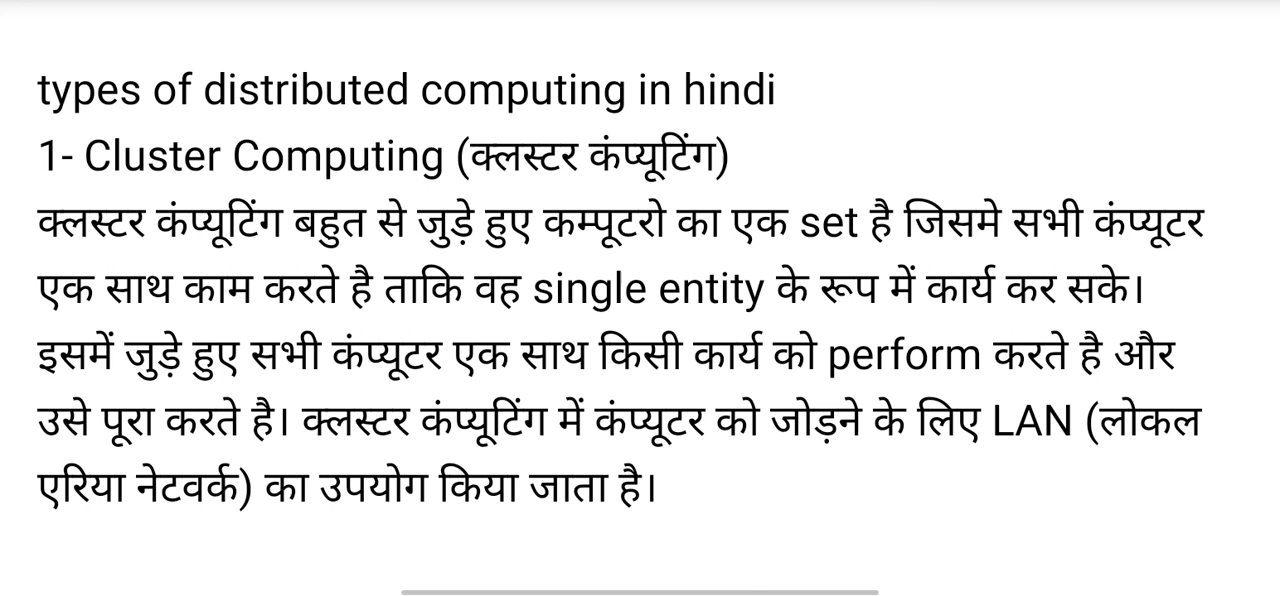 types of distributed computing in hindi
1- Cluster Computing (क्लस्टर कंप्यूटिंग)
क्लस्टर कंप्यूटिंग बहुत से जुड़े हुए कम्पूटरो का एक set है जिसमे सभी कंप्यूटर
एक साथ काम करते है ताकि वह single entity के रूप में कार्य कर सके।
इसमें जुड़े हुए सभी कंप्यूटर एक साथ किसी कार्य को perform करते है और
उसे पूरा करते है। क्लस्टर कंप्यूटिंग में कंप्यूटर को जोड़ने के लिए LAN (लोकल
एरिया नेटवर्क) का उपयोग किया जाता है।